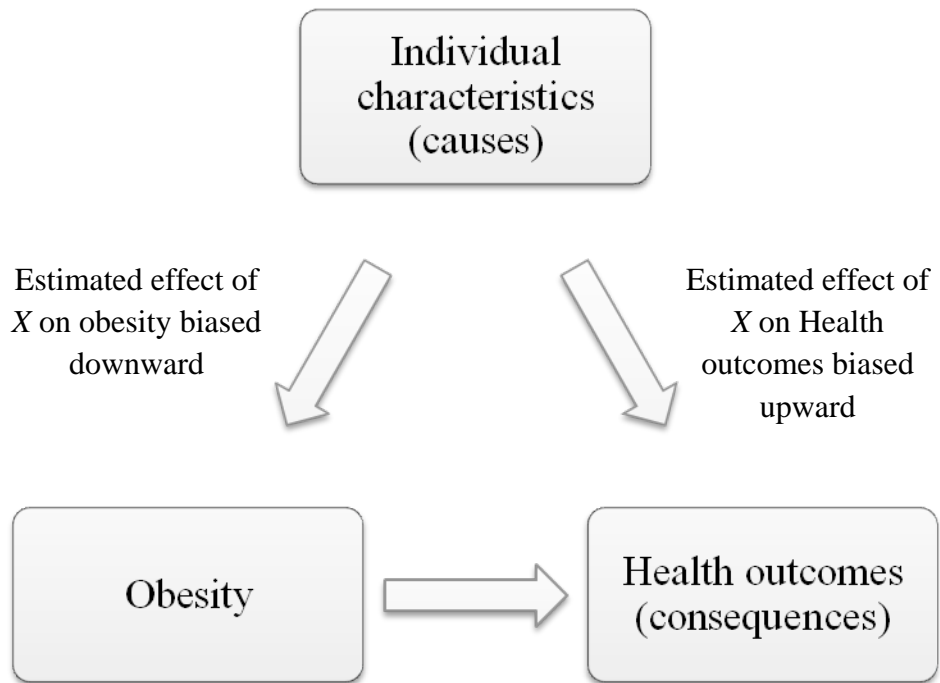 Individual
characteristics
(causes)
Estimated effect of
X on obesity biased
downward
Estimated effect of
X on Health
outcomes biased
upward
Obesity
Health outcomes
(consequences)